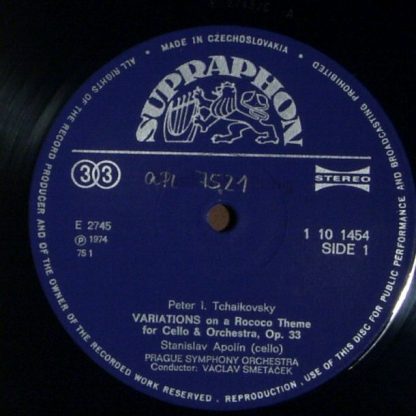 MADE IN CZECHOSLOVAKIA
ALL RIGHTS OF THE RECORD PRODUCER AND OF THE OWNER OF THE RECORDED WORK RESERVED . REPRODUCTION . USE OF THIS DISC FOR PUBLIC PERFORMANCE AND BROADCASTING PROHIBITED
SUPRAPHON
33
STEREO
7521
E 2745
1 10 1454
℗ 1974
SIDE 1
75 1
Peter I. Tchaikovsky
VARIATIONS on a Rococo Theme
for Cello & Orchestra, Op. 33
Stanislav Apolín (cello)
PRAGUE SYMPHONY ORCHESTRA
Conductor: VÁCLAV SMETÁČEK